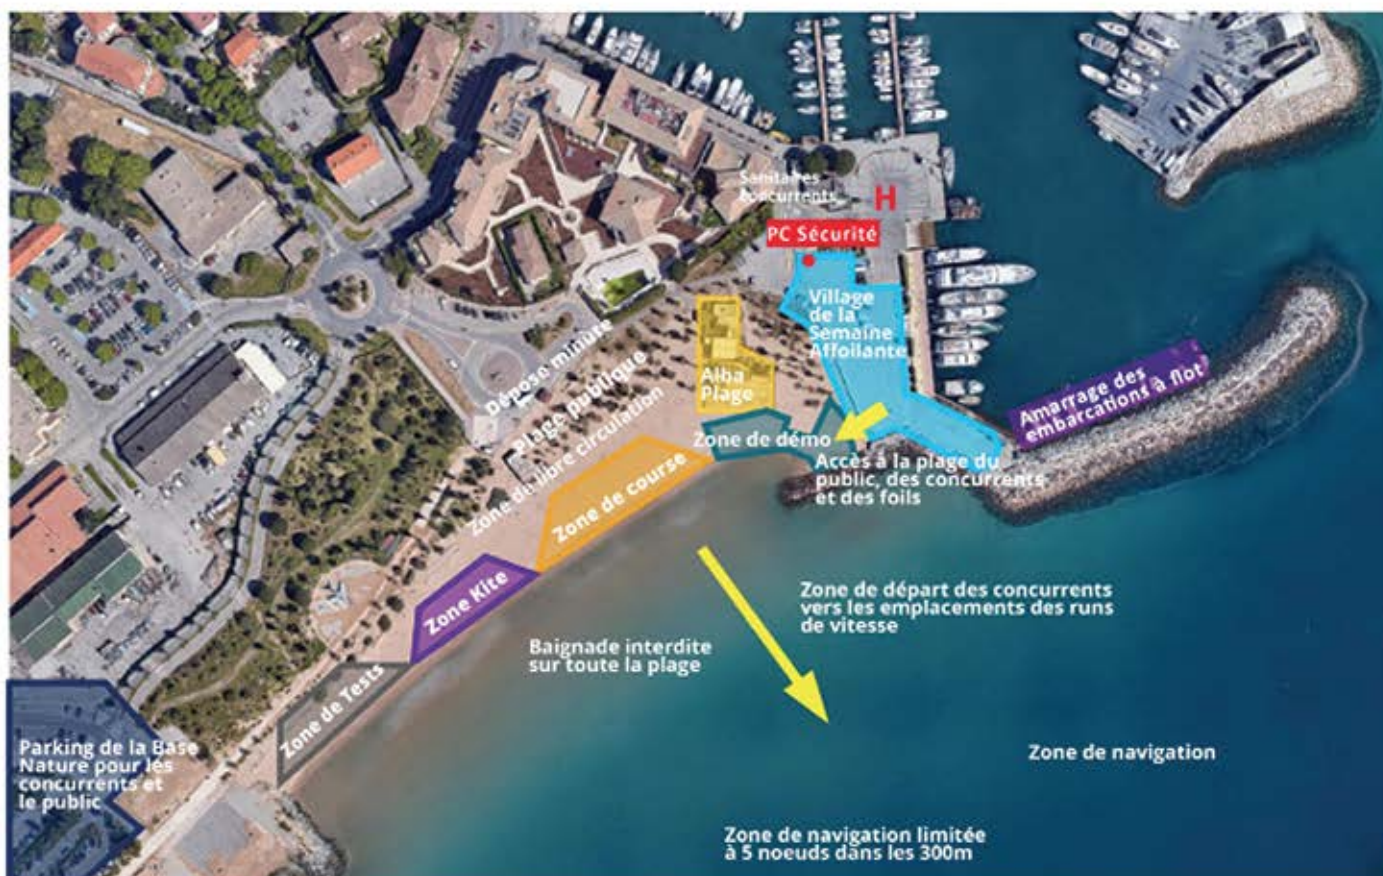 Sanitaires
concurrents
H
PC Sécurité
Village
de la
Semaine
Affoilante
Alba
Plage
Dépose minute
Plage publique
Zone de libre circulation
Amarrage des
embarcations à flot
Zone de démo
Accès à la plage du
public, des concurrents
et des foils
Zone de course
Zone Kite
Zone de Tests
Zone de départ des concurrents
vers les emplacements des runs
de vitesse
Baignade interdite
sur toute la plage
Parking de la Base
Nature pour les
concurrents et
le public
Zone de navigation
Zone de navigation limitée
à 5 noeuds dans les 300m